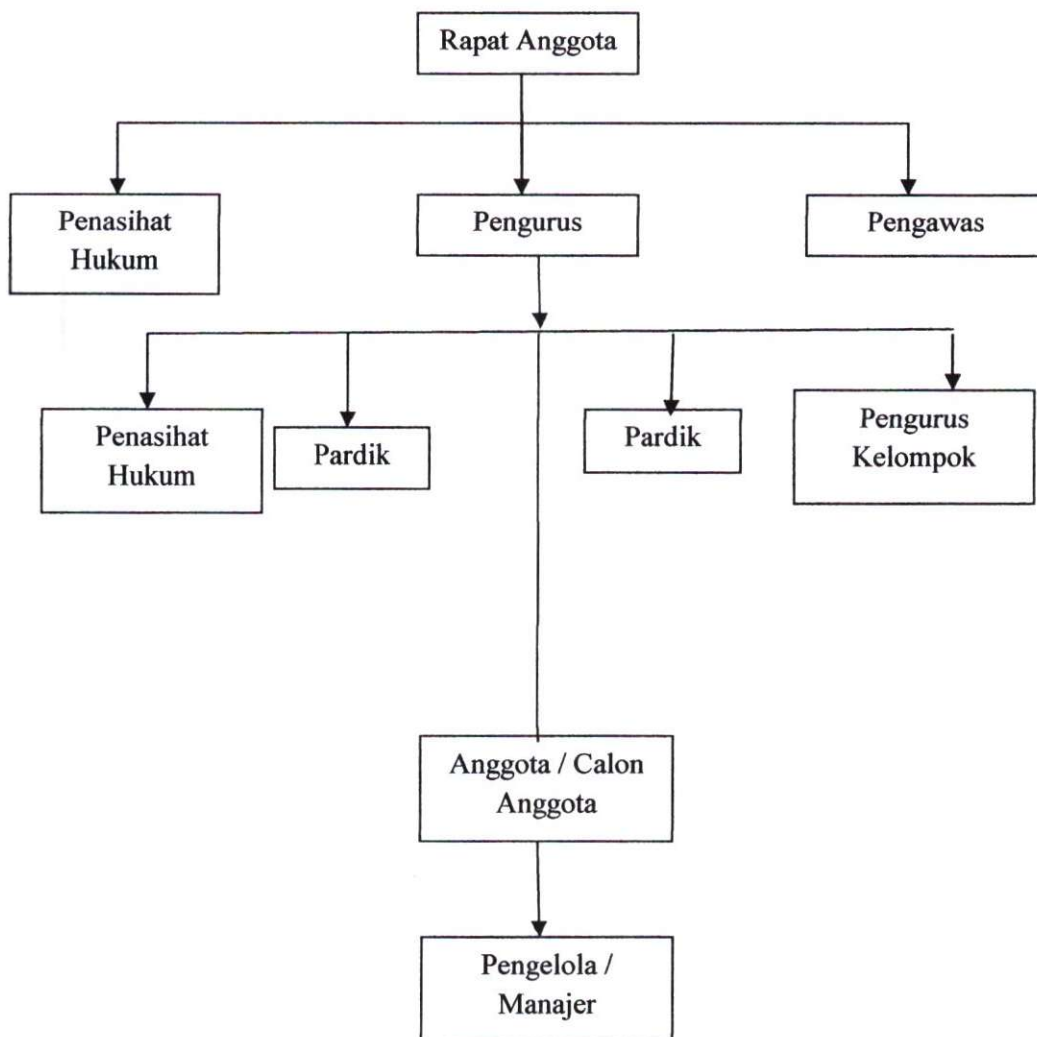 Rapat Anggota
Penasihat
Hukum
Pengurus
Pengawas
Penasihat
Hukum
Pardik
Pardik
Pengurus
Kelompok
Anggota / Calon
Anggota
Pengelola /
Manajer